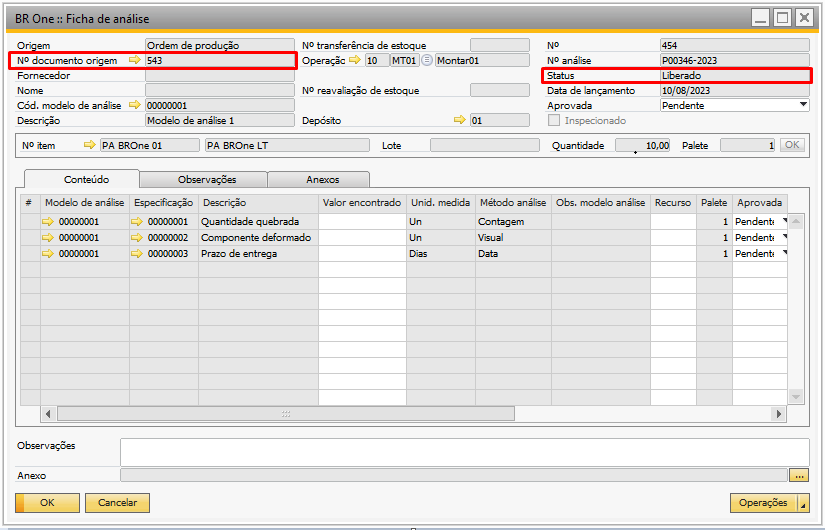 BR One :: Ficha de análise
Origem Ordem de produção Nº transferência de estoque Nº 454
Nº documento origem 543 Operação 10 MT01 Montar01 Nº análise P00346-2023
Fornecedor Status Liberado
Nome Nº reavaliação de estoque Data de lançamento 10/08/2023
Cód. modelo de análise 00000001 Aprovada Pendente
Descrição Modelo de análise 1 Depósito 01 Inspecionado
Nº item PA BROne 01 PA BROne LT Lote Quantidade 10,00 Palete 1 OK
Conteúdo Observações Anexos
# Modelo de análise Especificação Descrição Valor encontrado Unid. medida Método análise Obs. modelo análise Recurso Palete Aprovada
00000001 00000001 Quantidade quebrada Un Contagem 1 Pendente
00000001 00000002 Componente deformado Un Visual 1 Pendente
00000001 00000003 Prazo de entrega Dias Data 1 Pendente
Observações
Anexo ...
OK Cancelar Operações